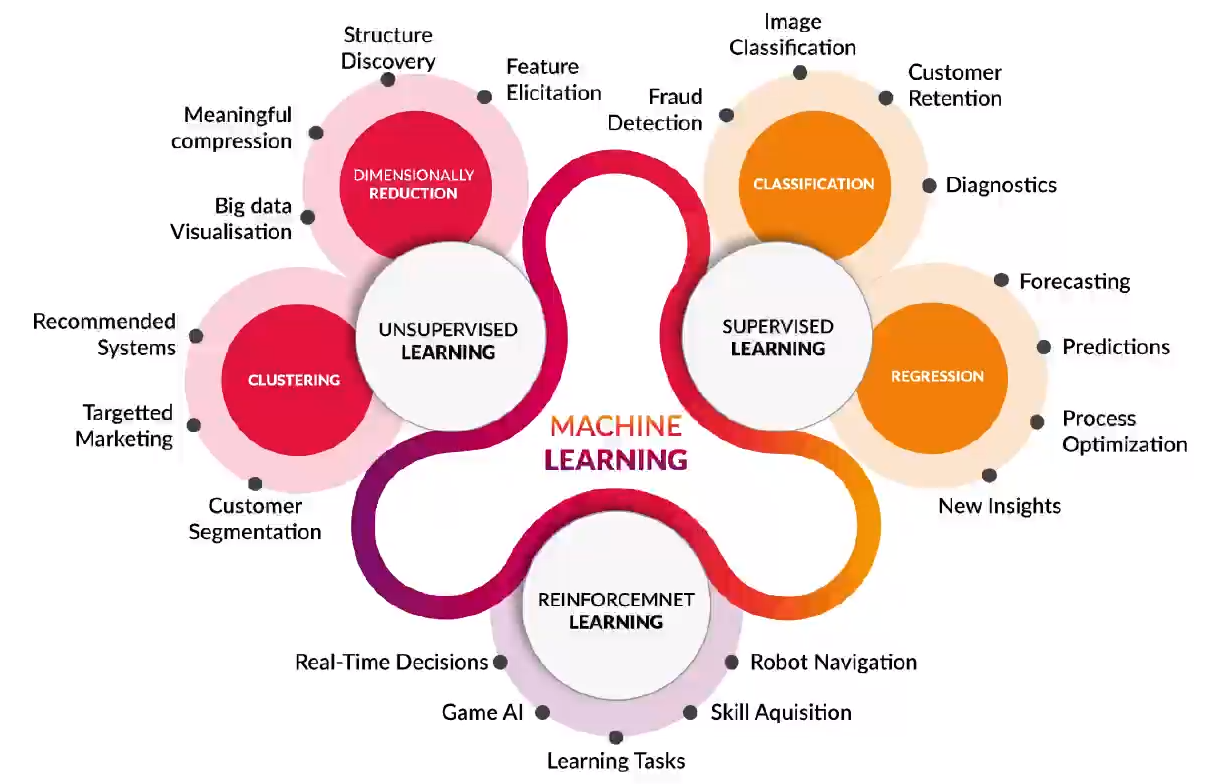 Structure
Discovery
Feature
Elicitation
Meaningful
compression
Big data
Visualisation
DIMENSIONALLY
REDUCTION
Recommended
Systems
Targetted
Marketing
Customer
Segmentation
CLUSTERING
UNSUPERVISED
LEARNING
Image
Classification
Fraud
Detection
Customer
Retention
Diagnostics
CLASSIFICATION
SUPERVISED
LEARNING
Forecasting
Predictions
Process
Optimization
New Insights
REGRESSION
MACHINE
LEARNING
REINFORCEMNET
LEARNING
Real-Time Decisions
Game AI
Learning Tasks
Skill Aquisition
Robot Navigation